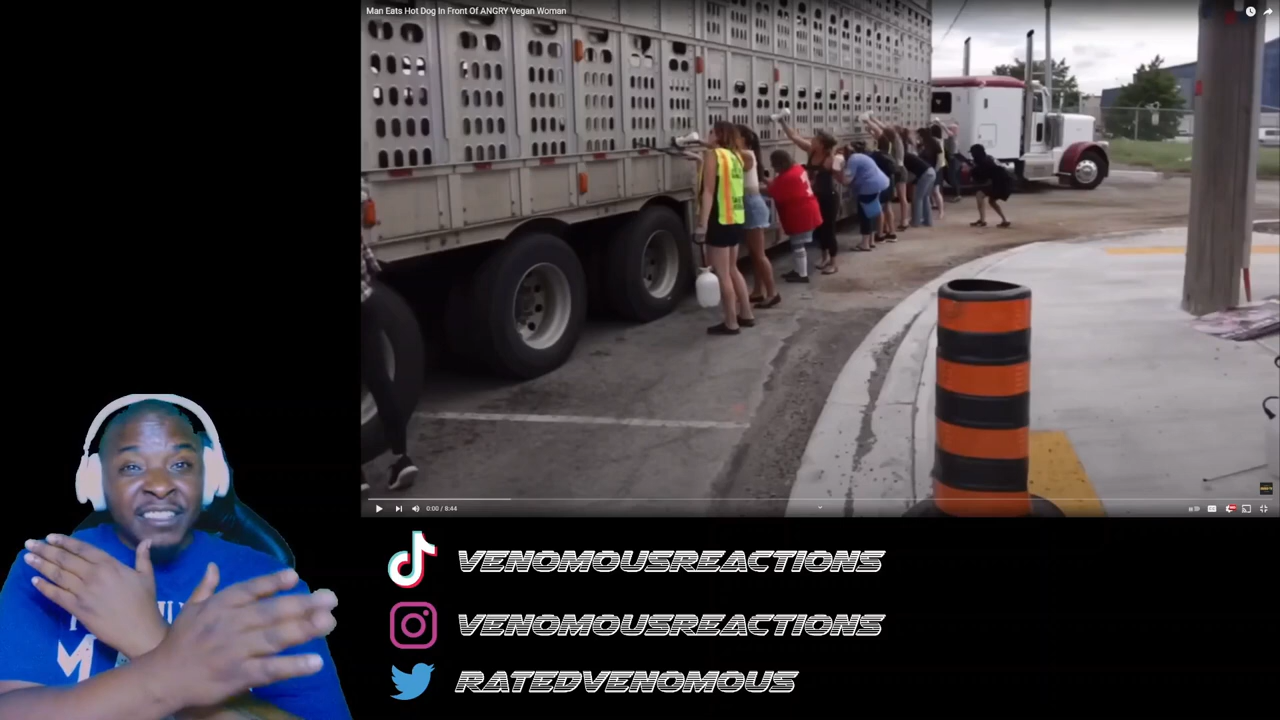 Man Eats Hot Dog In Front Of ANGRY Vegan Woman
0:00 / 8:44
VENOMOUSREACTIONS
VENOMOUSREACTIONS
RATEDVENOMOUS